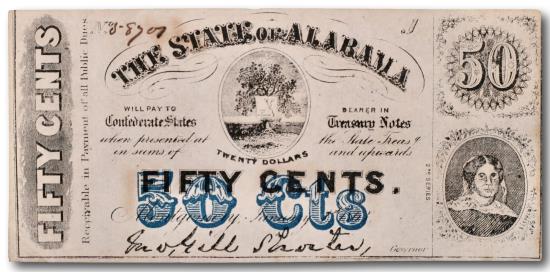 FIFTY CENTS
Receivable in Payment of all Public Dues
No
THE STATE OF ALABAMA
50
WILL PAY TO BEARER IN
Confederate States Treasury Notes
when presented at the State Treasy
in sums of TWENTY DOLLARS and upwards
FIFTY CENTS.
50 Cts
2ND SERIES
Jno Gill Shorter,
Governor